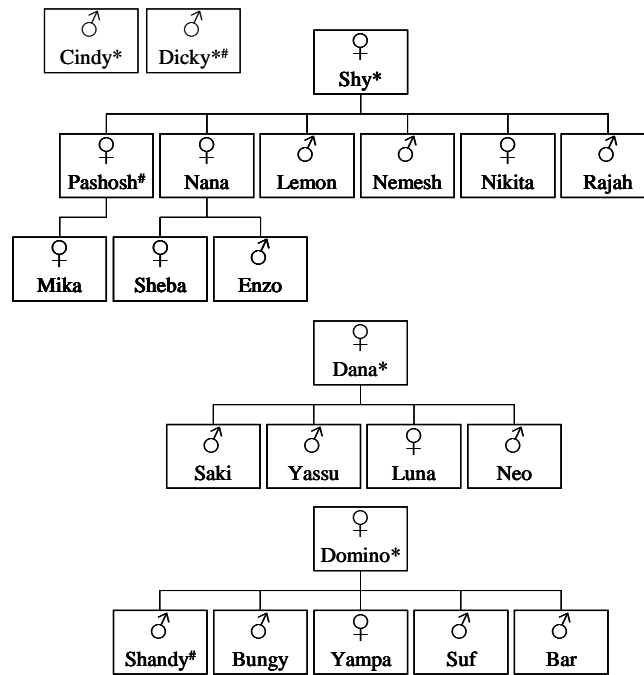 Cindy* Dicky*#
Shy*
Pashosh# Nana Lemon Nemesh Nikita Rajah
Mika Sheba Enzo
Dana*
Saki Yassu Luna Neo
Domino*
Shandy# Bungy Yampa Suf Bar